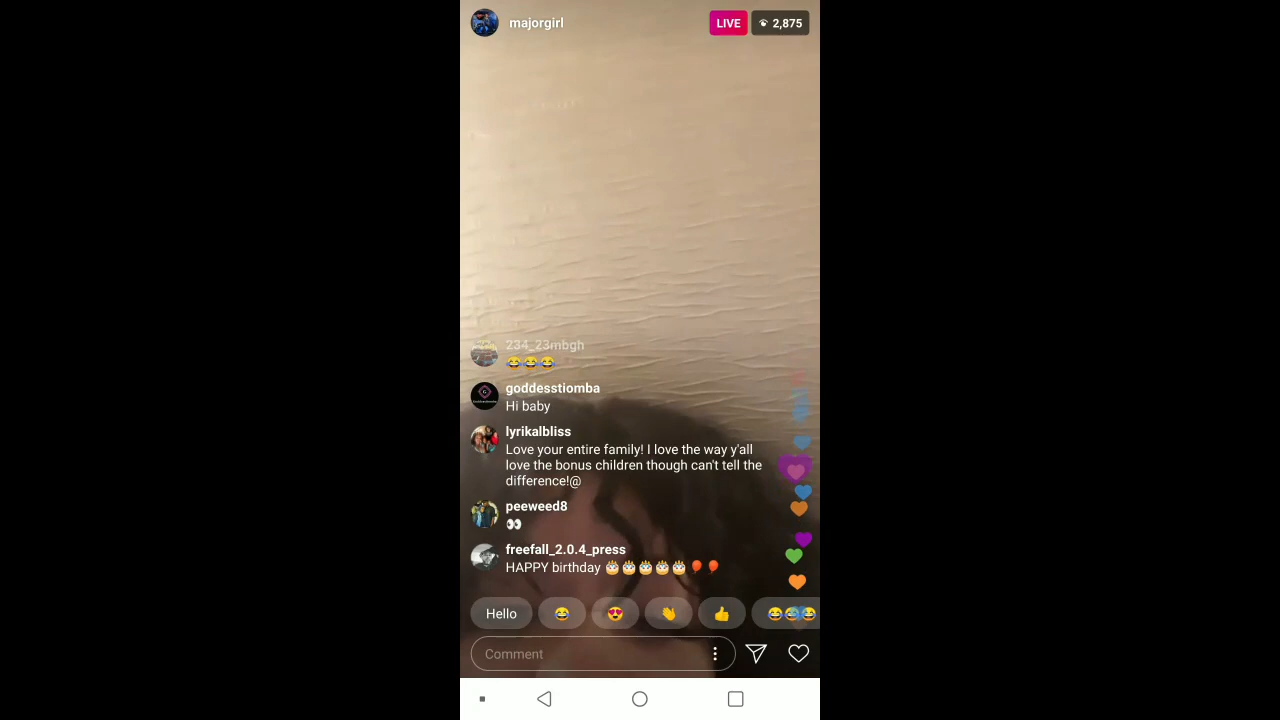 majorgirl
LIVE
2,875
234_23mbgh
😂😂😂
goddesstiomba
Hi baby
lyrikalbliss
Love your entire family! I love the way y'all
love the bonus children though can't tell the
difference!@
peeweed8
👀
freefall_2.0.4_press
HAPPY birthday 🎂🎂🎂🎂🎂🎈🎈
Hello 😂 😍 👏 👍 😂😂😂
Comment